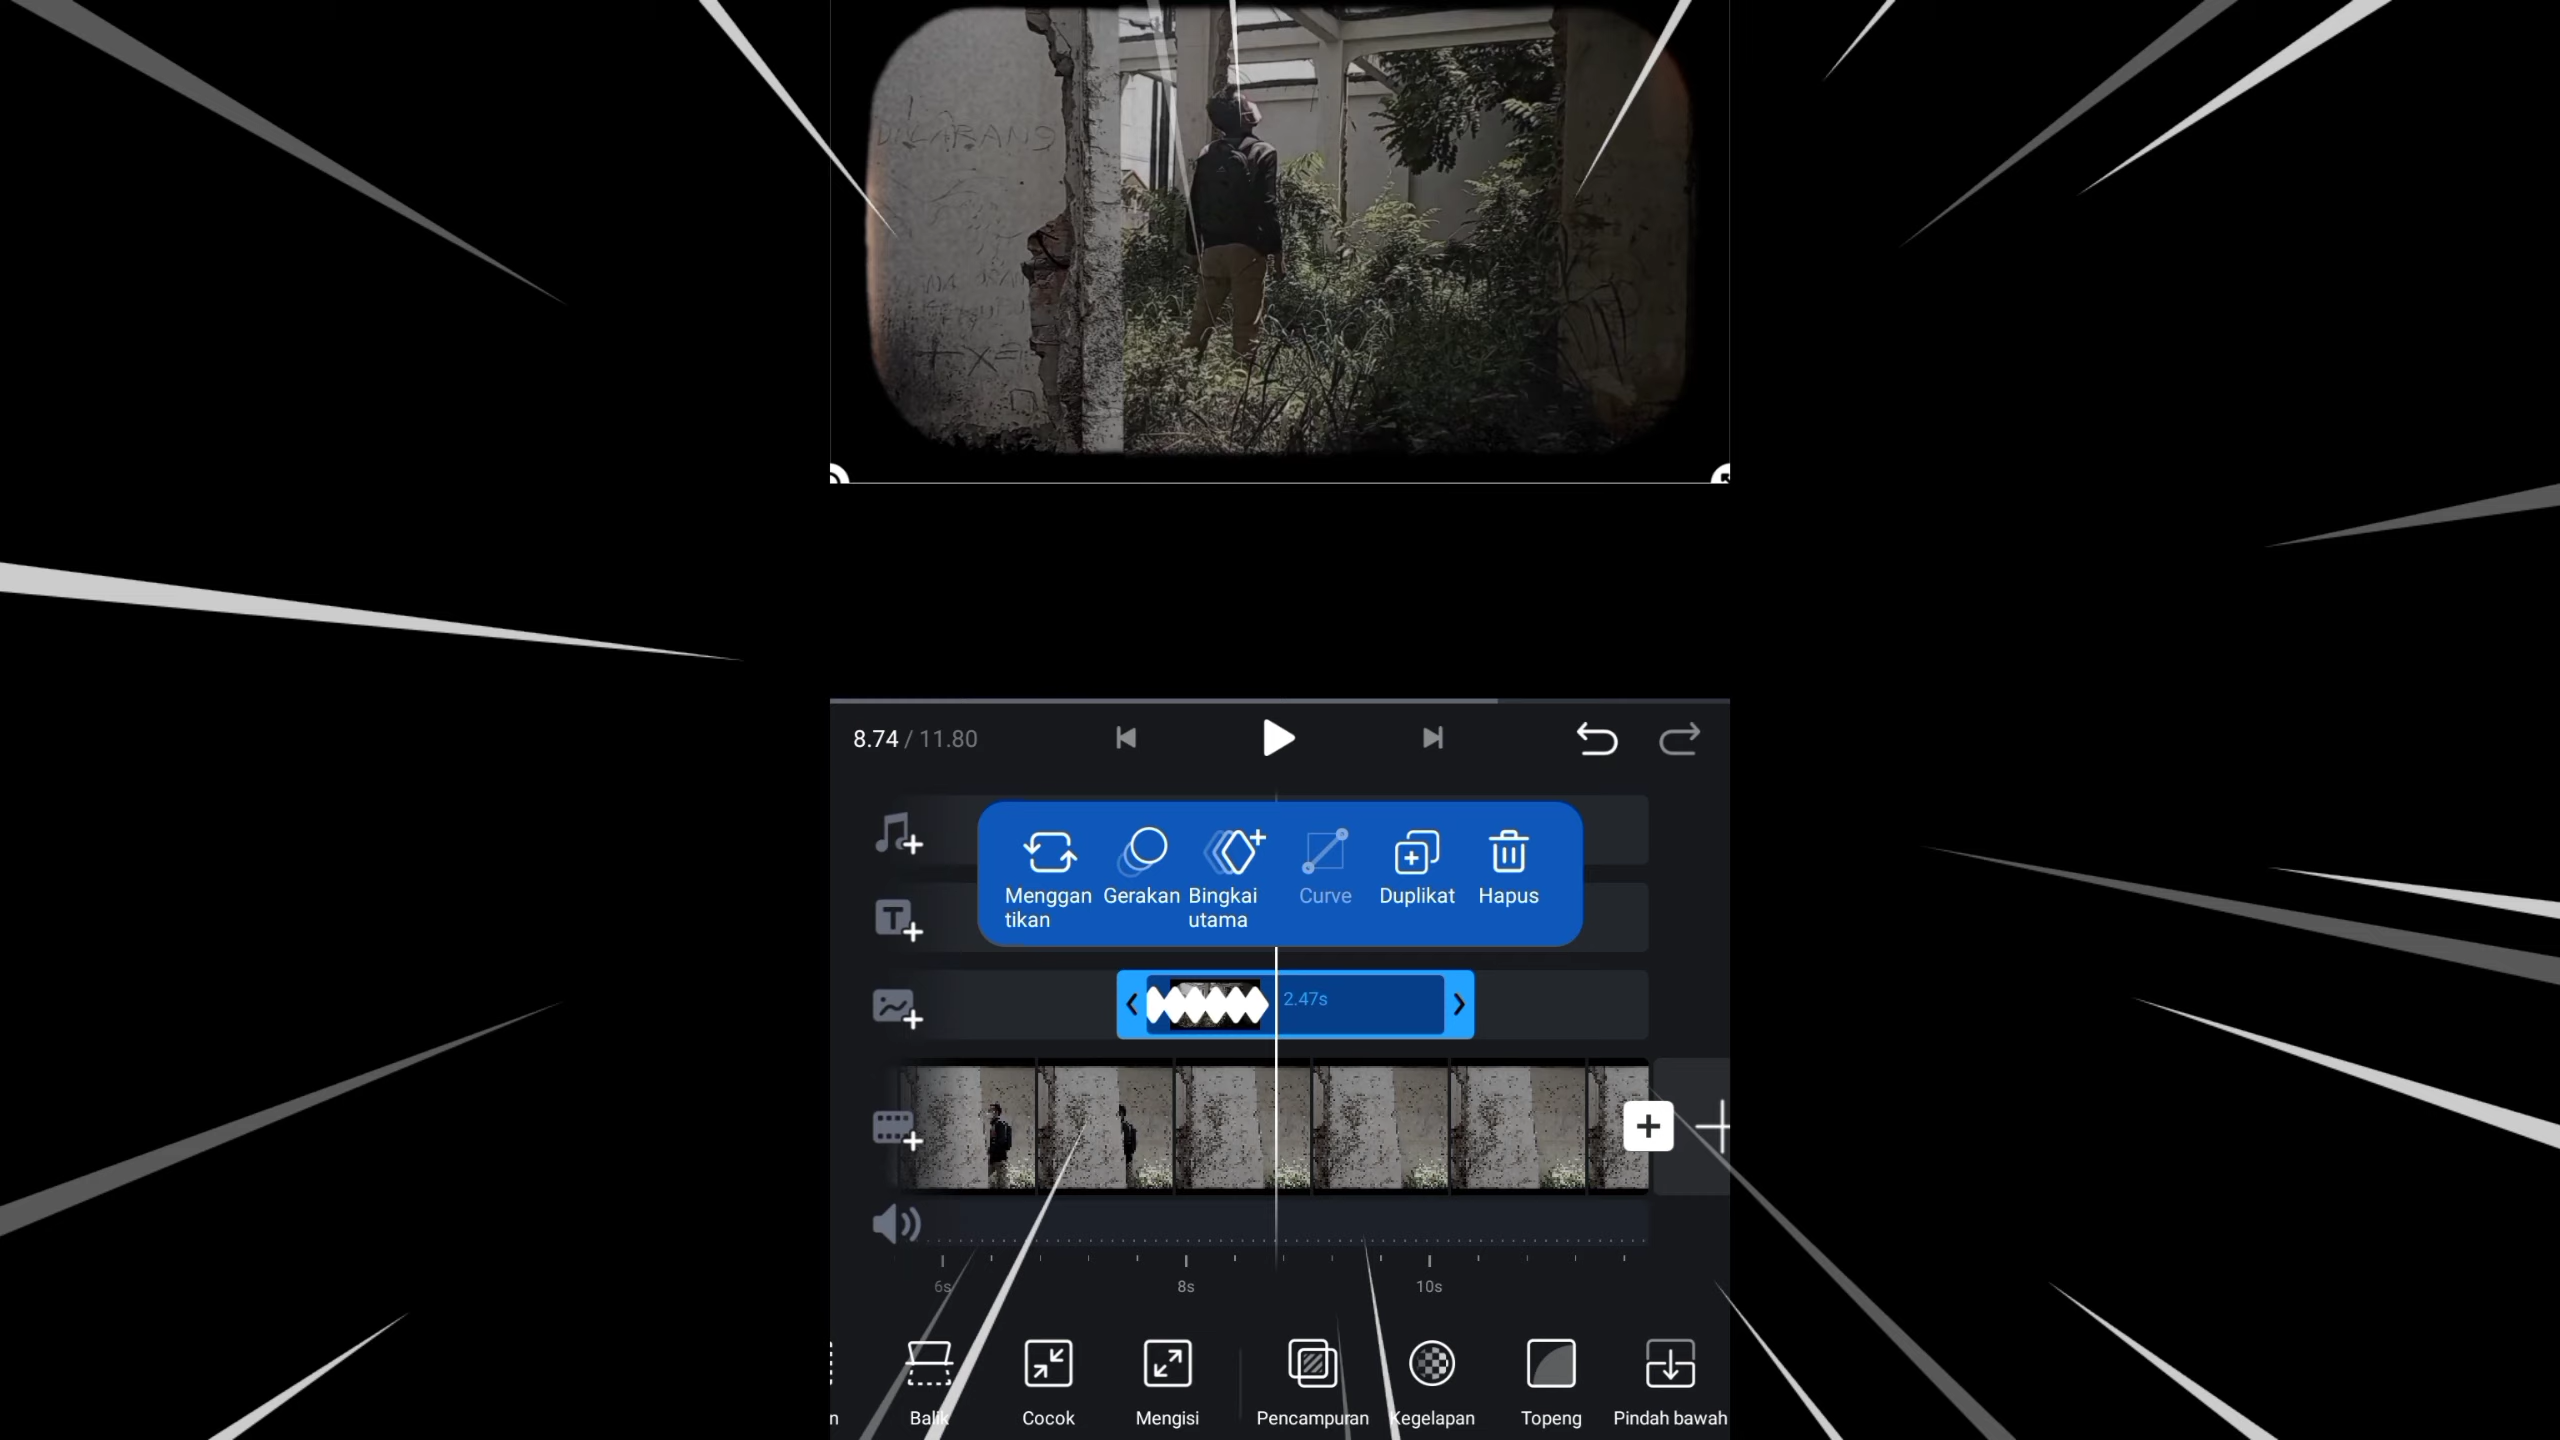 DILARANG
8.74 / 11.80
Menggan
tikan
Gerakan
Bingkai
utama
Curve
Duplikat
Hapus
2.47s
6s
8s
10s
n
Balik
Cocok
Mengisi
Pencampuran
Kegelapan
Topeng
Pindah bawah